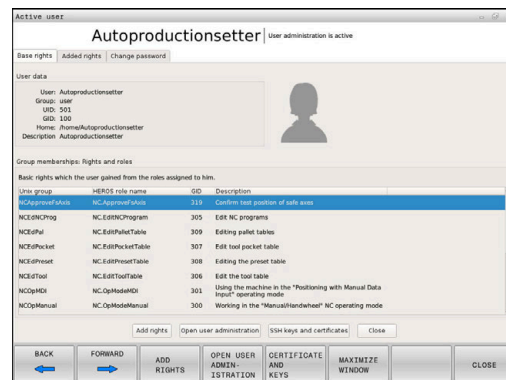 Active user
Autoproductionsetter User administration is active
Base rights Added rights Change password
User data
User: Autoproductionsetter
Group: user
UID: 501
GID: 100
Home: /home/Autoproductionsetter
Description Autoproductionsetter
Group memberships: Rights and roles
Basic rights which the user gained from the roles assigned to him.
Unix group HEROS role name GID Description
NCApproveFsAxis NC.ApproveFsAxis 319 Confirm test position of safe axes
NCEdNCProg NC.EditNCProgram 305 Edit NC programs
NCEdPal NC.EditPalletTable 309 Editing pallet tables
NCEdPocket NC.EditPocketTable 307 Edit tool pocket table
NCEdPreset NC.EditPresetTable 308 Editing the preset table
NCEdTool NC.EditToolTable 306 Edit the tool table
NCOpMDI NC.OpModeMDI 301 Using the machine in the "Positioning with Manual Data
Input" operating mode
NCOpManual NC.OpModeManual 300 Working in the "Manual/Handwheel" NC operating mode
Add rights Open user administration SSH keys and certificates Close
BACK FORWARD ADD RIGHTS OPEN USER ADMIN- ISTRATION CERTIFICATE AND KEYS MAXIMIZE WINDOW CLOSE